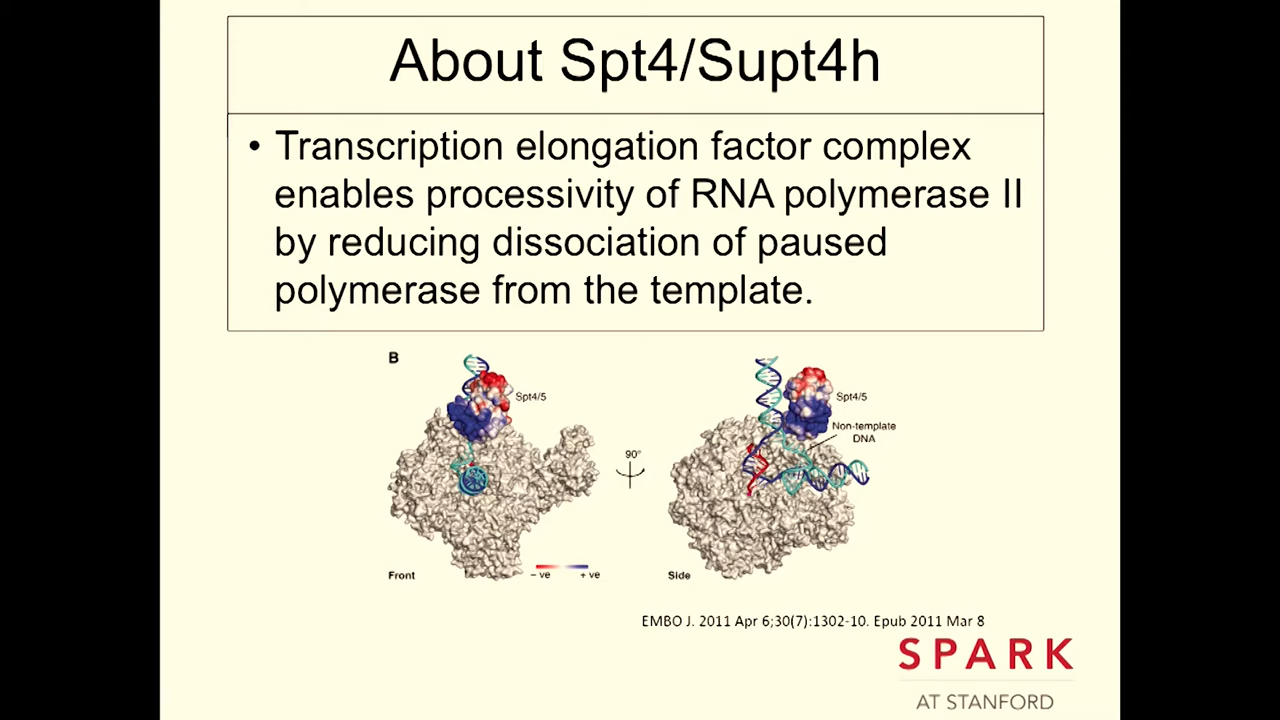 About Spt4/Supt4h
• Transcription elongation factor complex
enables processivity of RNA polymerase II
by reducing dissociation of paused
polymerase from the template.
B
Spt4/5
Spt4/5
Non-template
DNA
90°
Front
– ve + ve
Side
EMBO J. 2011 Apr 6;30(7):1302-10. Epub 2011 Mar 8
SPARK
AT STANFORD